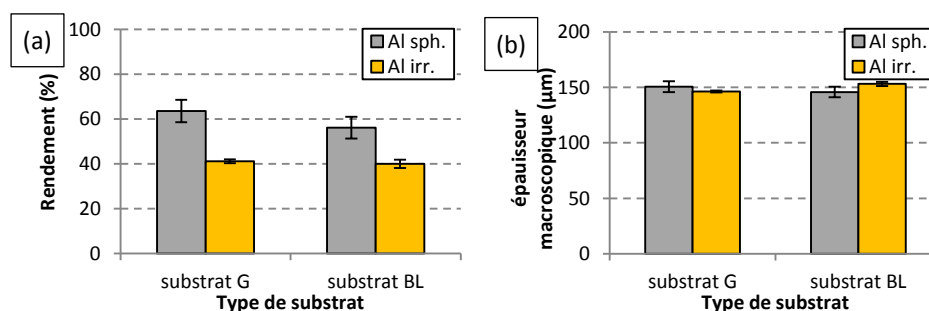 (a)
Rendement (%)
100
80
60
40
20
0
Al sph.
Al irr.
substrat G
substrat BL
Type de substrat
(b)
épauisseur
macroscopique (µm)
200
150
100
50
0
Al sph.
Al irr.
substrat G
substrat BL
Type de substrat